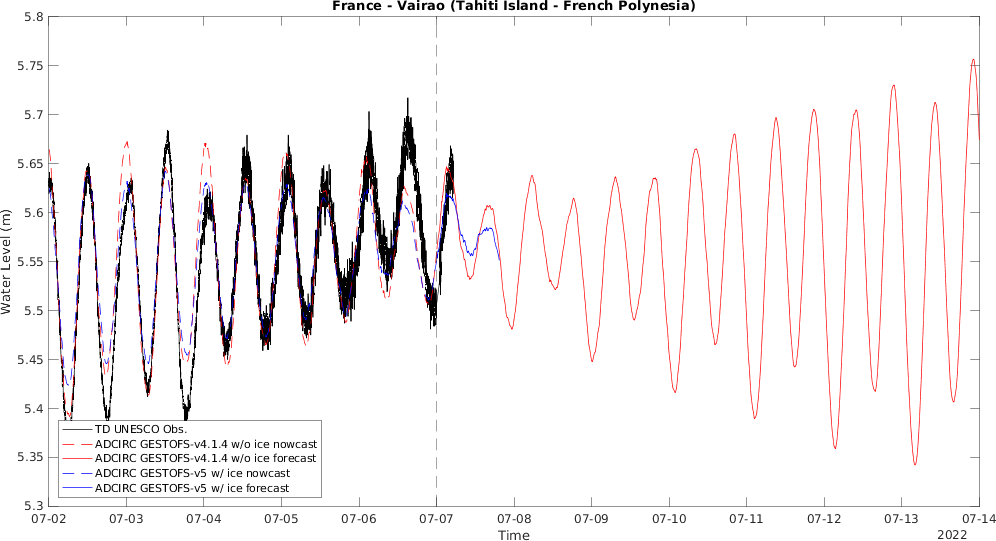 France - Vairao (Tahiti Island - French Polynesia)
5.8
5.75
5.7
5.65
5.6
5.55
5.5
5.45
5.4
5.35
5.3
Water Level (m)
TD UNESCO Obs.
ADCIRC GESTOFS-v4.1.4 w/o ice nowcast
ADCIRC GESTOFS-v4.1.4 w/o ice forecast
ADCIRC GESTOFS-v5 w/ ice nowcast
ADCIRC GESTOFS-v5 w/ ice forecast
07-02 07-03 07-04 07-05 07-06 07-07 07-08 07-09 07-10 07-11 07-12 07-13 07-14
Time
2022